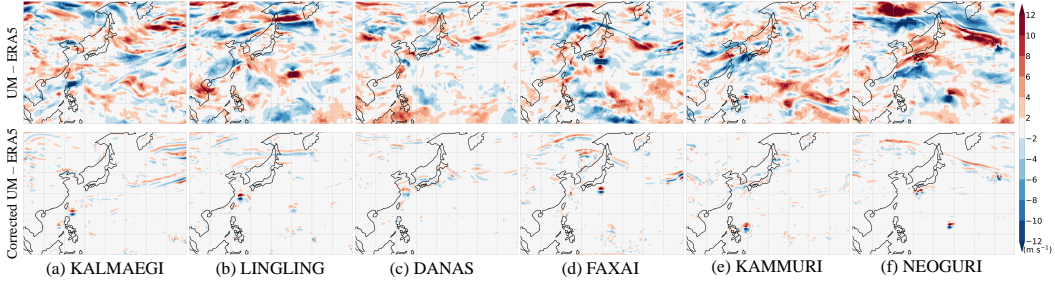 UM − ERA5
Corrected UM − ERA5
12
10
8
6
4
2
−2
−4
−6
−8
−10
−12
(m s⁻¹)
(a) KALMAEGI
(b) LINGLING
(c) DANAS
(d) FAXAI
(e) KAMMURI
(f) NEOGURI